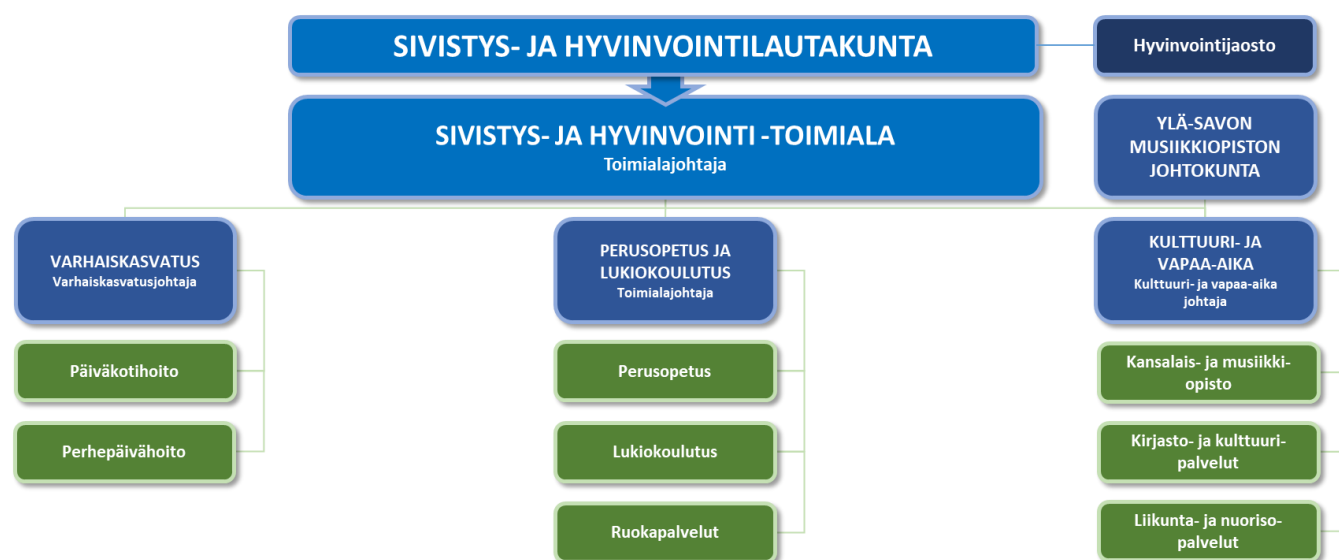 SIVISTYS- JA HYVINVOINTILAUTAKUNTA
Hyvinvointijaosto
SIVISTYS- JA HYVINVOINTI -TOIMIALA
Toimialajohtaja
YLÄ-SAVON
MUSIIKKIOPISTON
JOHTOKUNTA
VARHAISKASVATUS
Varhaiskasvatusjohtaja
Päiväkotihoito
Perhepäivähoito
PERUSOPETUS JA
LUKIOKOULUTUS
Toimialajohtaja
Perusopetus
Lukiokoulutus
Ruokapalvelut
KULTTUURI- JA
VAPAA-AIKA
Kulttuuri- ja vapaa-aika
johtaja
Kansalais- ja musiikki-
opisto
Kirjasto- ja kulttuuri-
palvelut
Liikunta- ja nuoriso-
palvelut